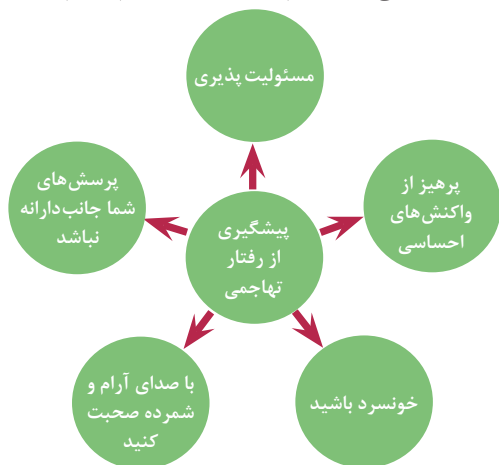 مسئولیت پذیری
پرهیز از
واکنش‌های
احساسی
پرسش‌های
شما جانب‌دارانه
نباشد
پیشگیری
از رفتار
تهاجمی
خونسرد باشید
با صدای آرام و
شمرده صحبت
کنید